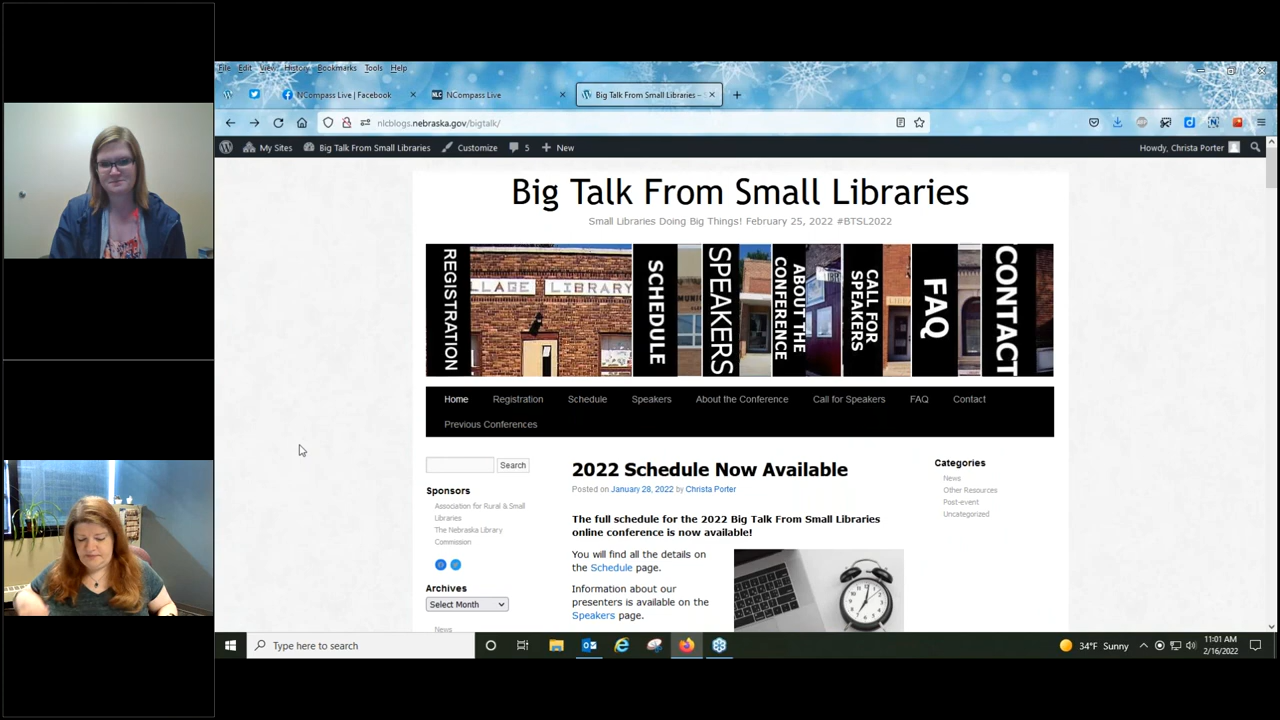 File Edit View History Bookmarks Tools Help
NCompass Live | Facebook
NCompass Live
Big Talk From Small Libraries –
nlcblogs.nebraska.gov/bigtalk/
My Sites Big Talk From Small Libraries Customize 5 New Howdy, Christa Porter
Big Talk From Small Libraries
Small Libraries Doing Big Things! February 25, 2022 #BTSL2022
REGISTRATION
LLAGE LIBRARY
SCHEDULE
SPEAKERS
ABOUT THE
CONFERENCE
CALL FOR
SPEAKERS
FAQ
CONTACT
Home Registration Schedule Speakers About the Conference Call for Speakers FAQ Contact
Previous Conferences
Search
Sponsors
Association for Rural & Small
Libraries
The Nebraska Library
Commission
Archives
Select Month
News
2022 Schedule Now Available
Posted on January 28, 2022 by Christa Porter
The full schedule for the 2022 Big Talk From Small Libraries
online conference is now available!
You will find all the details on
the Schedule page.
Information about our
presenters is available on the
Speakers page.
Categories
News
Other Resources
Post-event
Uncategorized
Type here to search
34°F Sunny
11:01 AM
2/16/2022